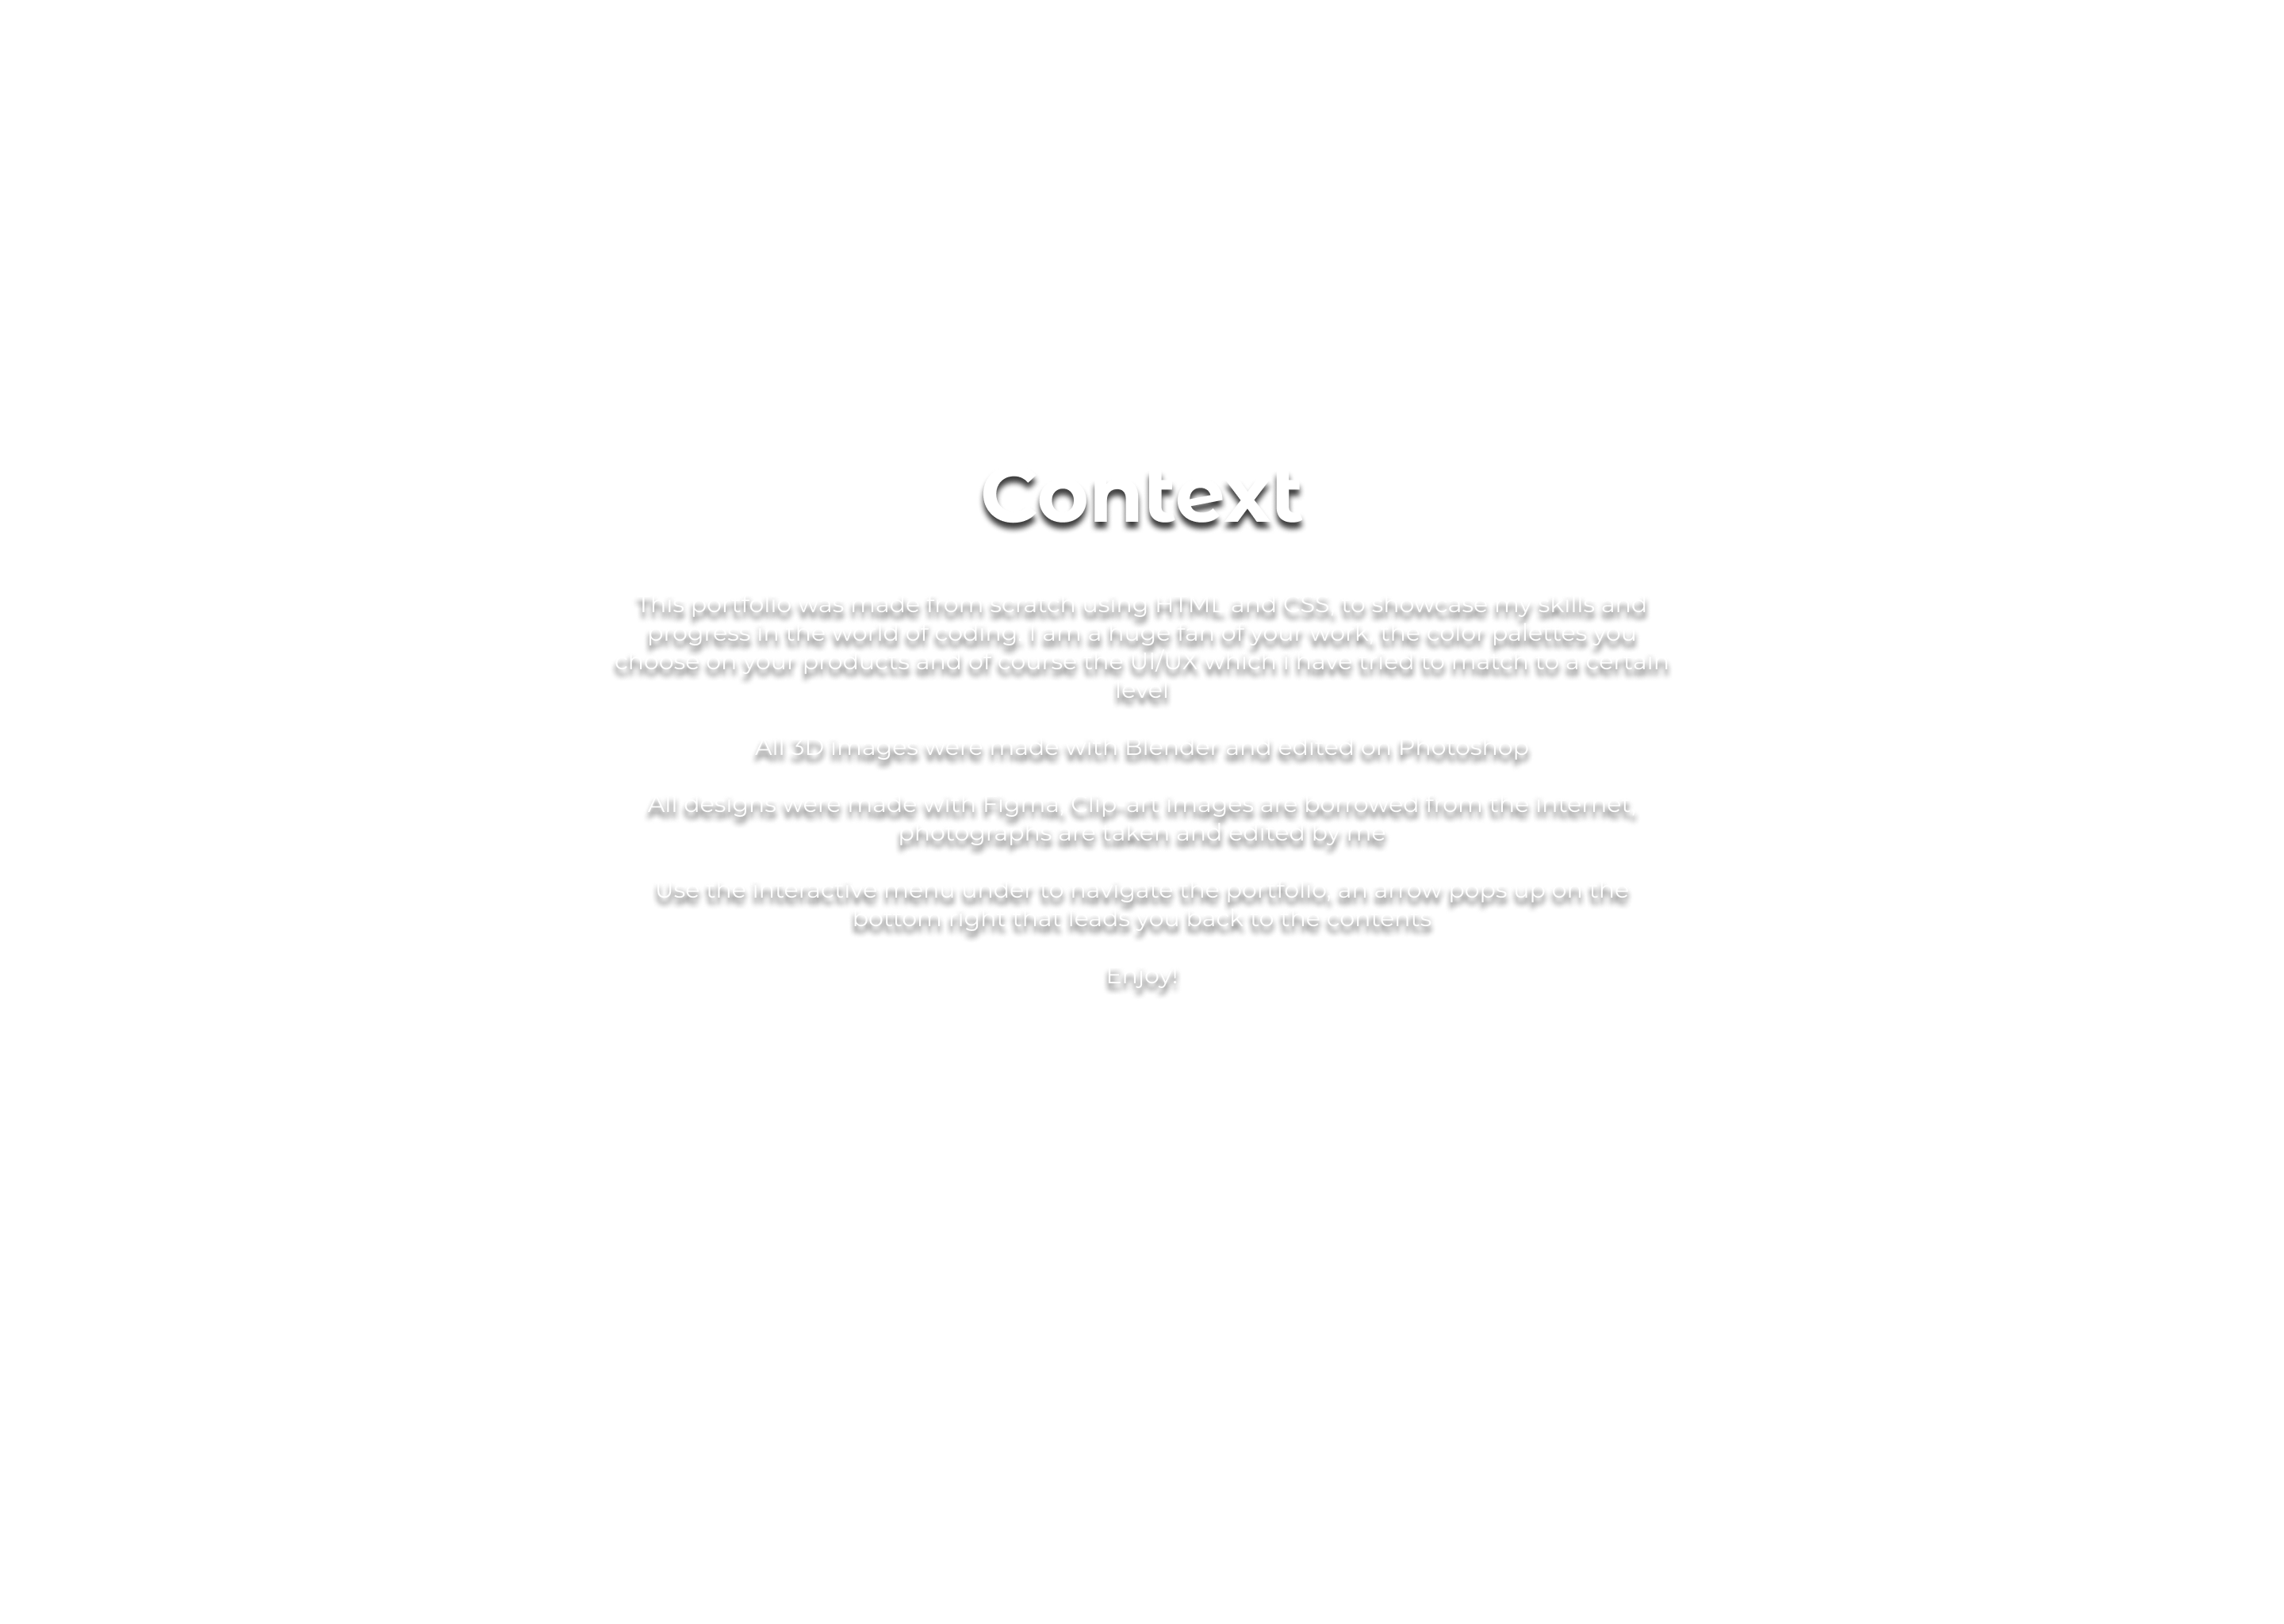 Context
This portfolio was made from scratch using HTML and CSS, to showcase my skills and
progress in the world of coding. I am a huge fan of your work, the color palettes you
choose on your products and of course the UI/UX which i have tried to match to a certain
level
All 3D images were made with Blender and edited on Photoshop
All designs were made with Figma, Clip-art images are borrowed from the internet,
photographs are taken and edited by me
Use the interactive menu under to navigate the portfolio, an arrow pops up on the
bottom right that leads you back to the contents
Enjoy!